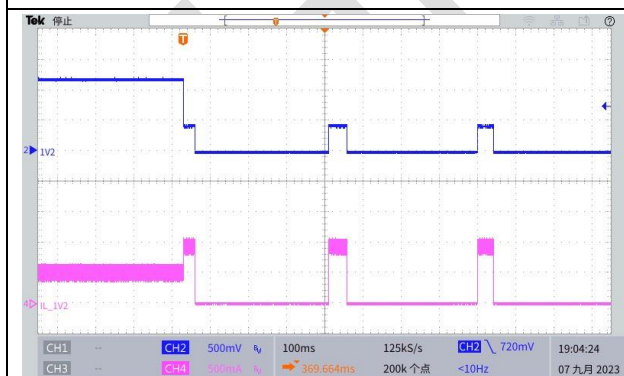 Tek 停止
T
2 1V2
4 IL_1V2
CH1 -- CH2 500mV 100ms 125kS/s CH2 720mV 19:04:24
CH3 -- CH4 500mA 369.664ms 200k 个点 <10Hz 07 九月 2023